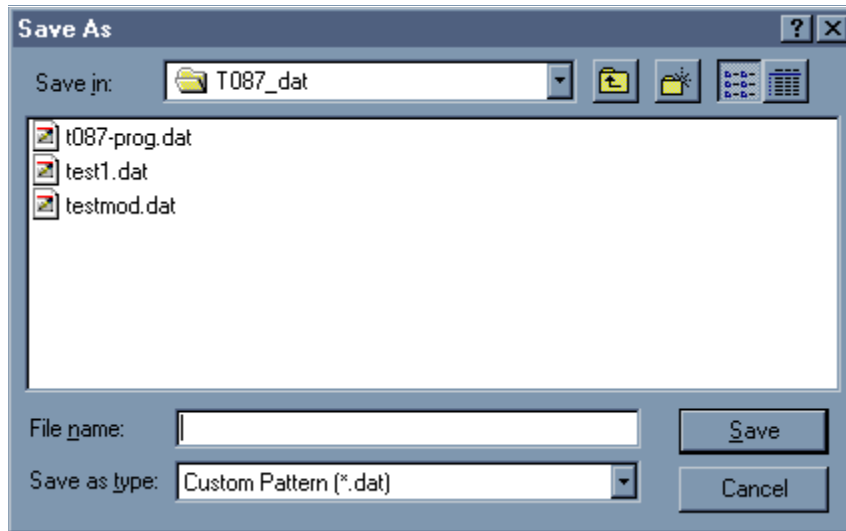 Save As
Save in: T087_dat
t087-prog.dat
test1.dat
testmod.dat
File name: Save
Save as type: Custom Pattern (*.dat) Cancel